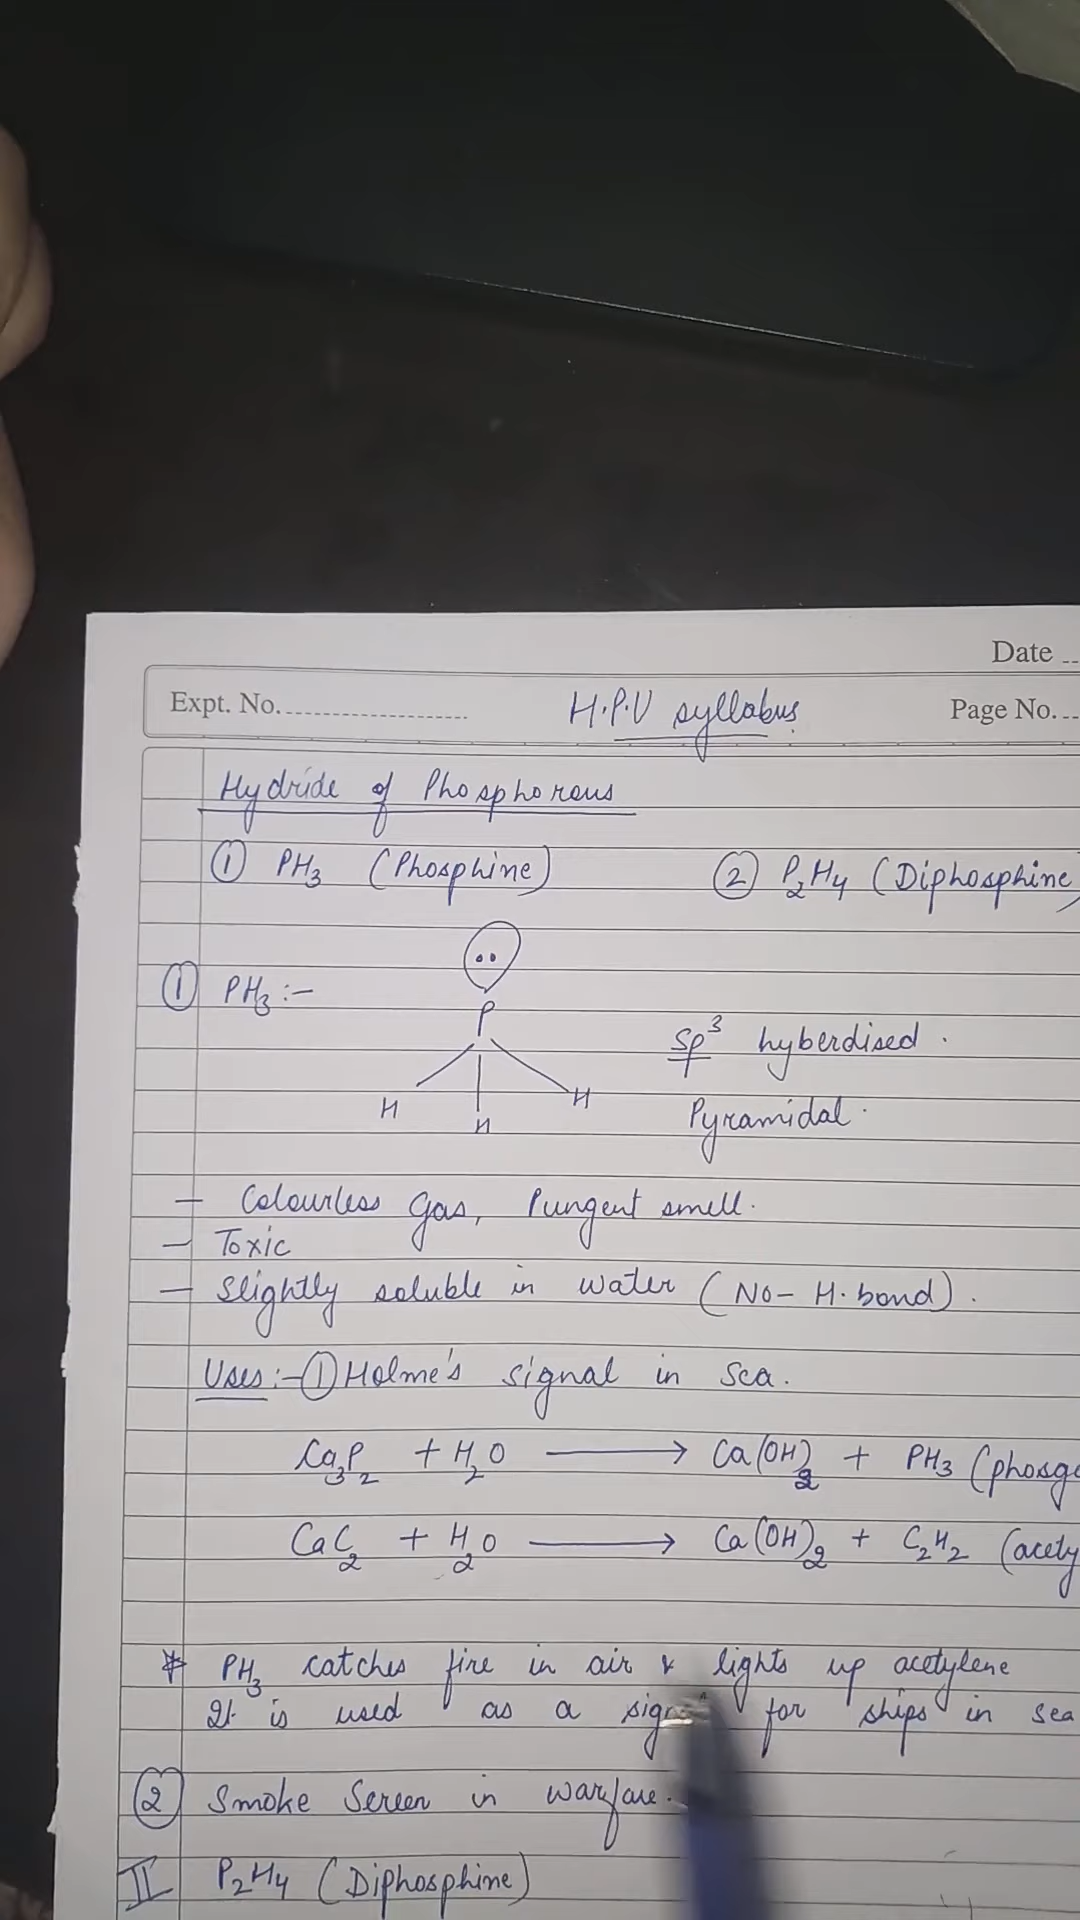 Date
Expt. No. H.P.U syllabus Page No.
Hydride of Phosphorous
① PH₃ (Phosphine) ② P₂H₄ (Diphosphine)
① PH₃ :-
P
H H H
sp³ hyberdised.
Pyramidal.
- Colourless gas, Pungent smell.
- Toxic
- Slightly soluble in water (No- H.bond).
Uses :- ① Holme's signal in sea.
Ca₃P₂ + H₂O ⟶ Ca(OH)₂ + PH₃
CaC₂ + H₂O ⟶ Ca(OH)₂ + C₂H₂
* PH₃ catches fire in air & lights up acetylene
It is used as a for ships in sea
② Smoke Sereen in warfare.
II P₂H₄ (Diphosphine)